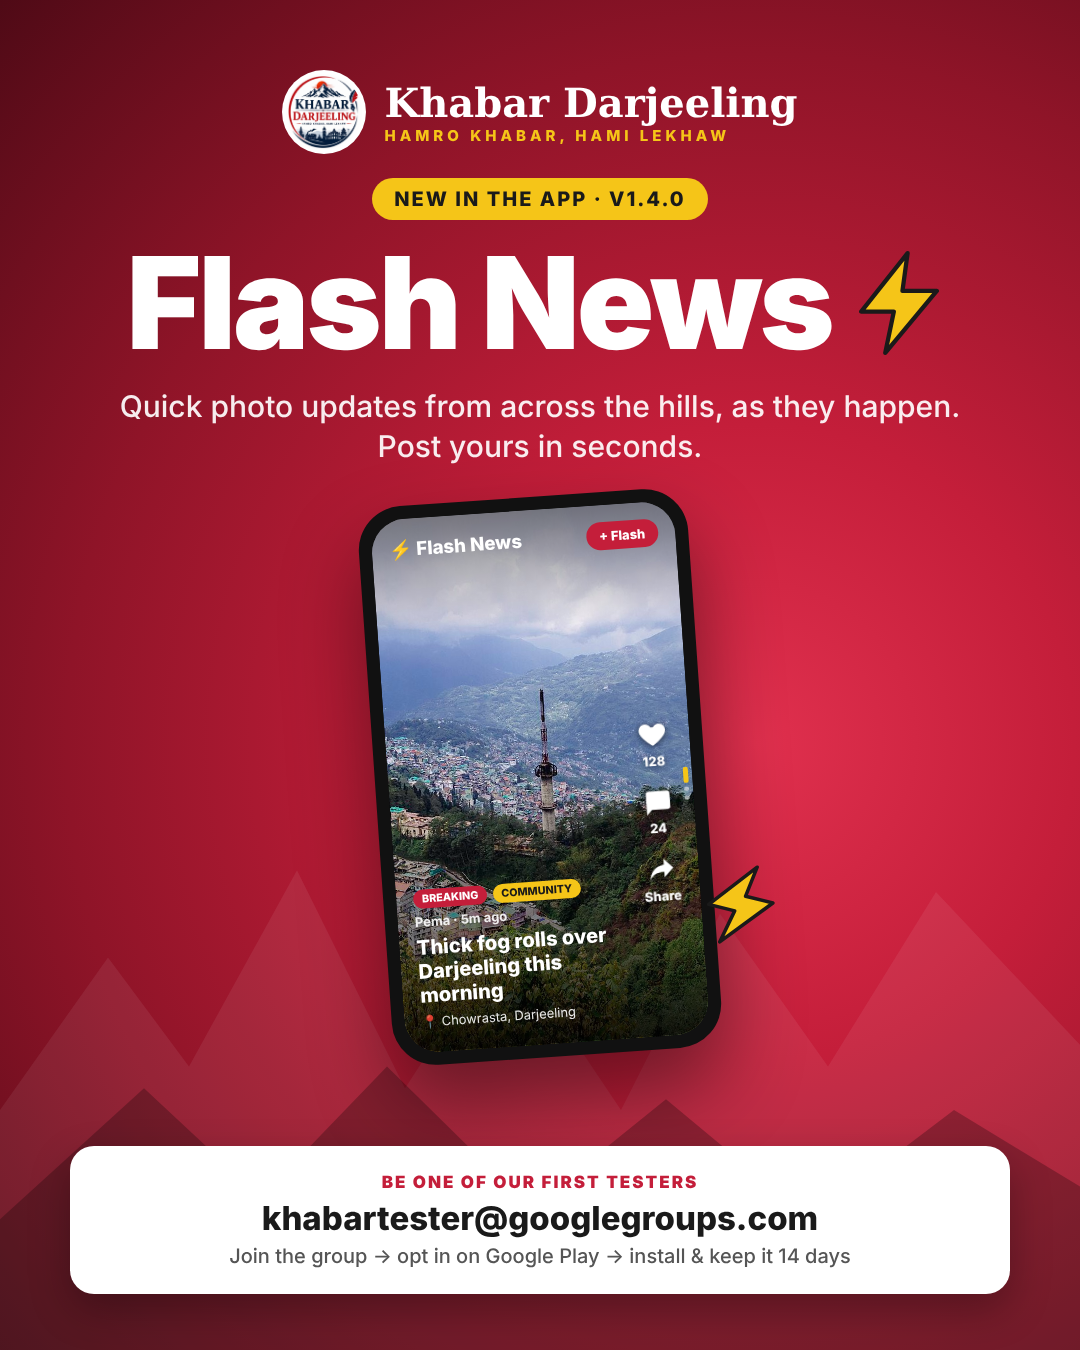 KHABAR
DARJEELING
Khabar Darjeeling
HAMRO KHABAR, HAMI LEKHAW
NEW IN THE APP · V1.4.0
Flash News
Quick photo updates from across the hills, as they happen.
Post yours in seconds.
Flash News
+ Flash
128
24
Share
BREAKING
COMMUNITY
Pema · 5m ago
Thick fog rolls over
Darjeeling this
morning
Chowrasta, Darjeeling
BE ONE OF OUR FIRST TESTERS
khabartester@googlegroups.com
Join the group → opt in on Google Play → install & keep it 14 days